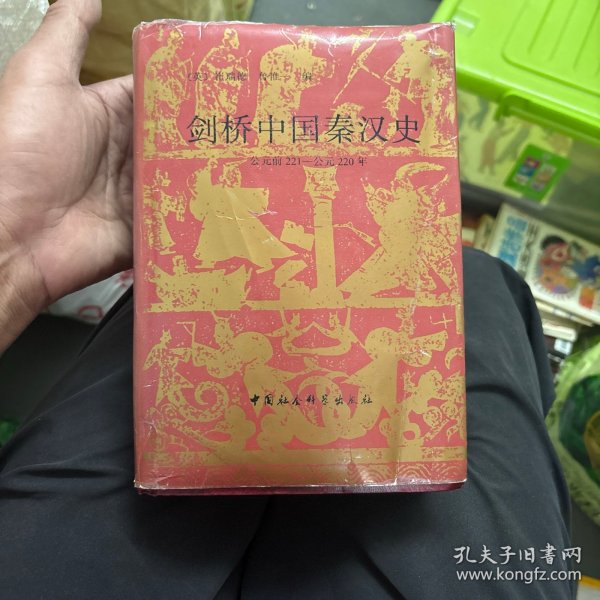 (英) 崔瑞德 鲁惟一 编
剑桥中国秦汉史
公元前221—公元220年
中国社会科学出版社
孔夫子旧书网
www.kongfz.com